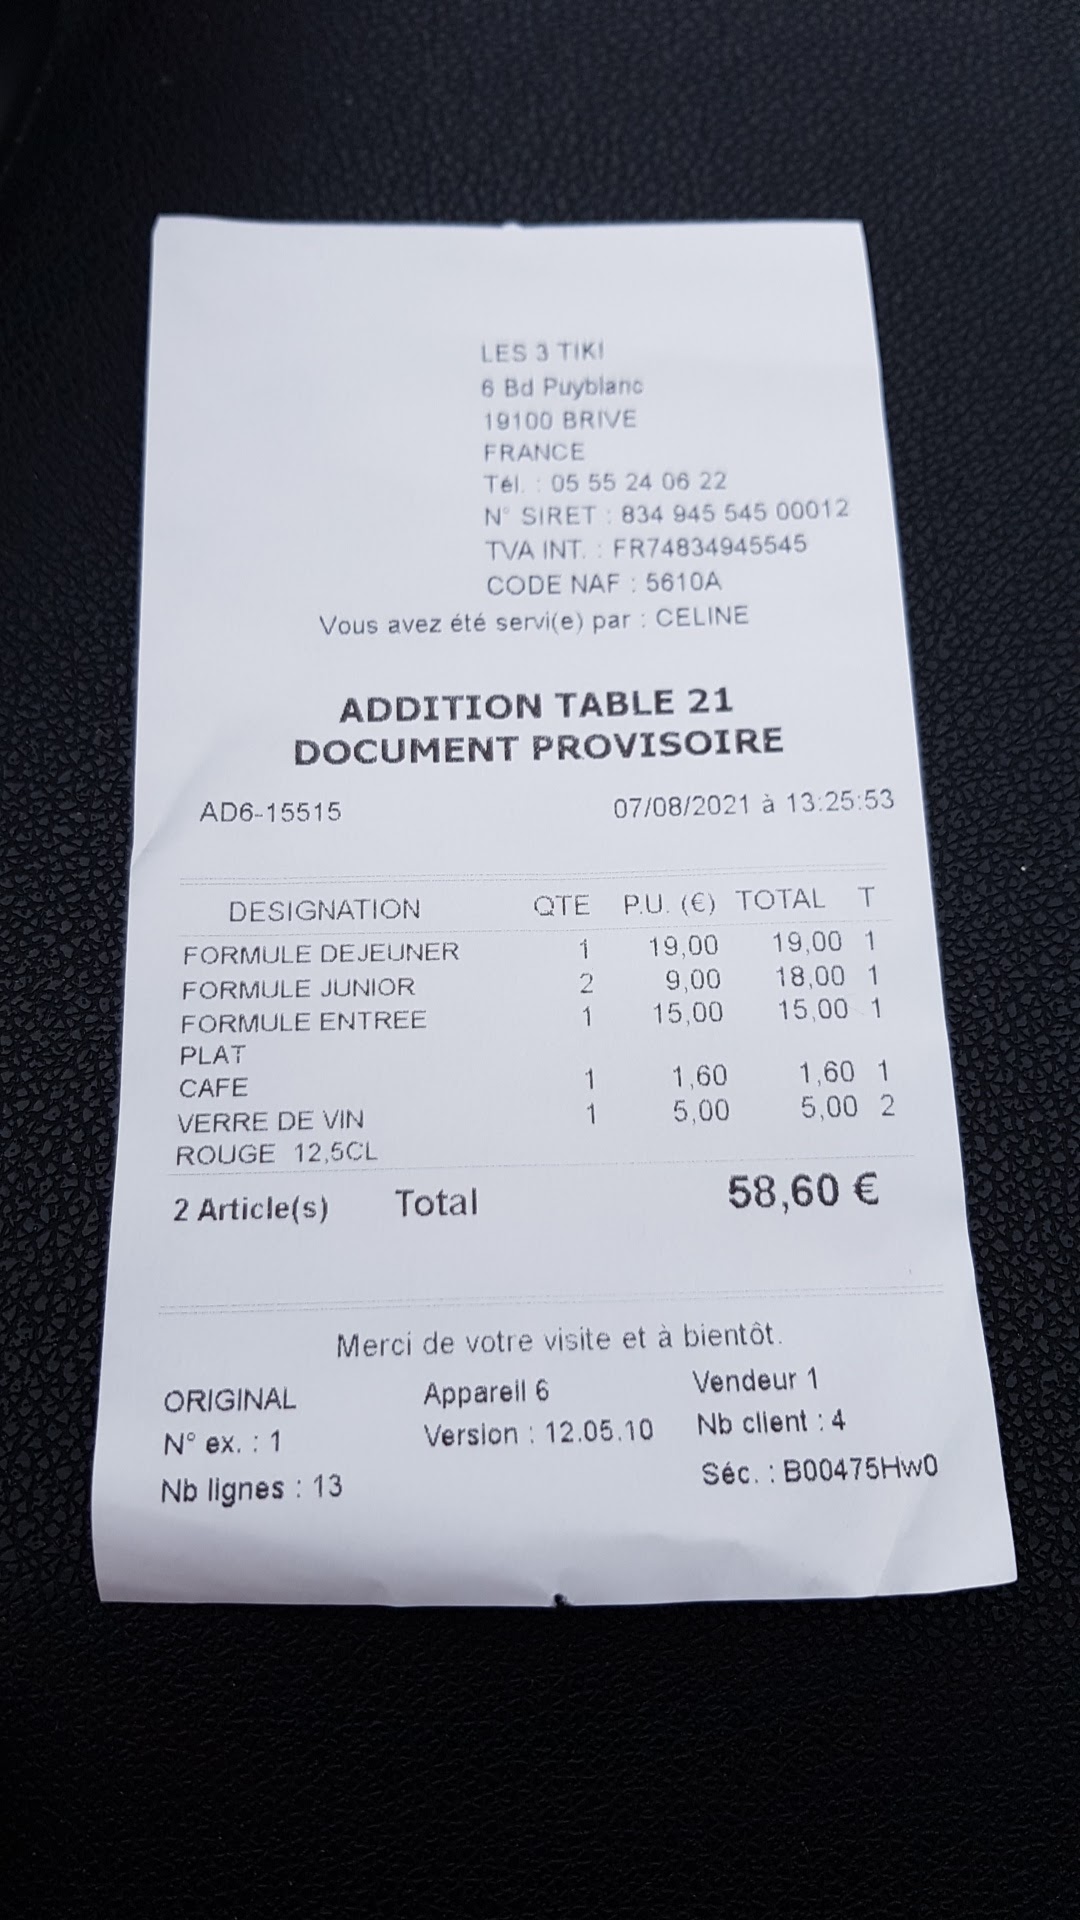 LES 3 TIKI
6 Bd Puyblanc
19100 BRIVE
FRANCE
Tél. : 05 55 24 06 22
N° SIRET : 834 945 545 00012
TVA INT. : FR74834945545
CODE NAF : 5610A
Vous avez été servi(e) par : CELINE
ADDITION TABLE 21
DOCUMENT PROVISOIRE
AD6-15515 07/08/2021 à 13:25:53
DESIGNATION QTE P.U. (€) TOTAL T
FORMULE DEJEUNER 1 19,00 19,00 1
FORMULE JUNIOR 2 9,00 18,00 1
FORMULE ENTREE 1 15,00 15,00 1
PLAT
CAFE 1 1,60 1,60 1
VERRE DE VIN 1 5,00 5,00 2
ROUGE 12,5CL
2 Article(s) Total 58,60 €
Merci de votre visite et à bientôt.
ORIGINAL Appareil 6 Vendeur 1
N° ex. : 1 Version : 12.05.10 Nb client : 4
Nb lignes : 13 Séc. : B00475Hw0